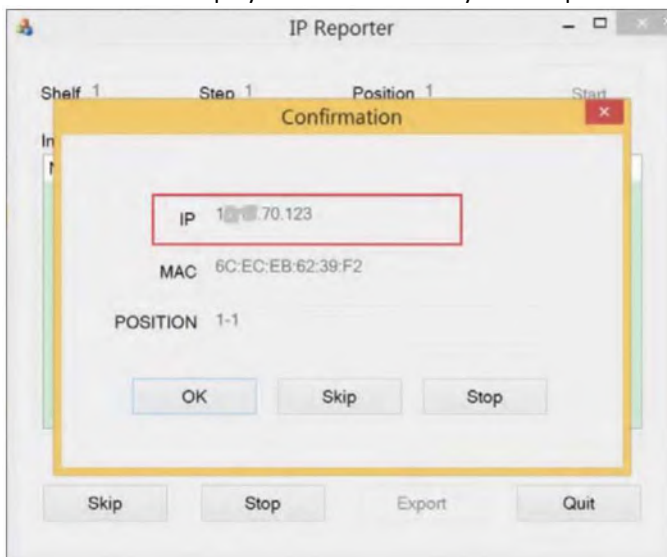 IP Reporter
Shelf 1 Step 1 Position 1 Start
Confirmation
IP .70.123
MAC 6C:EC:EB:62:39:F2
POSITION 1-1
OK Skip Stop
Skip Stop Export Quit